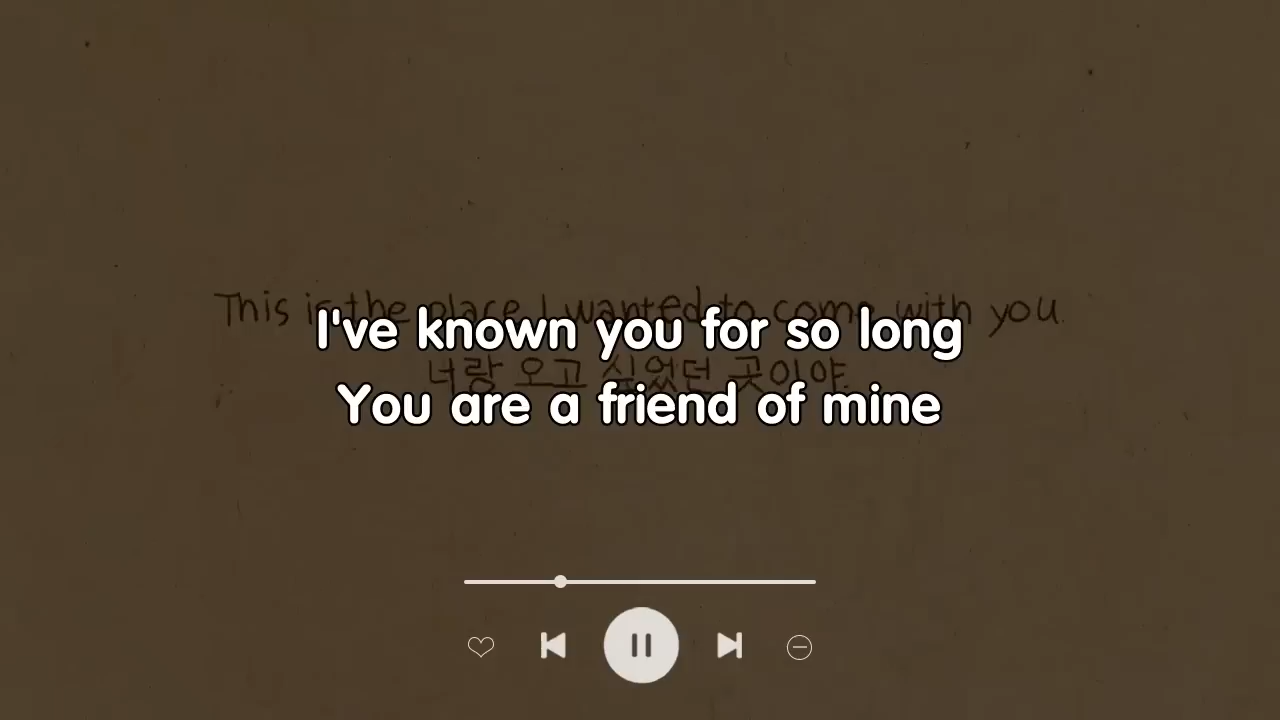 This is the place I wanted to come with you.
I've known you for so long
너랑 오고 싶었던 곳이야.
You are a friend of mine